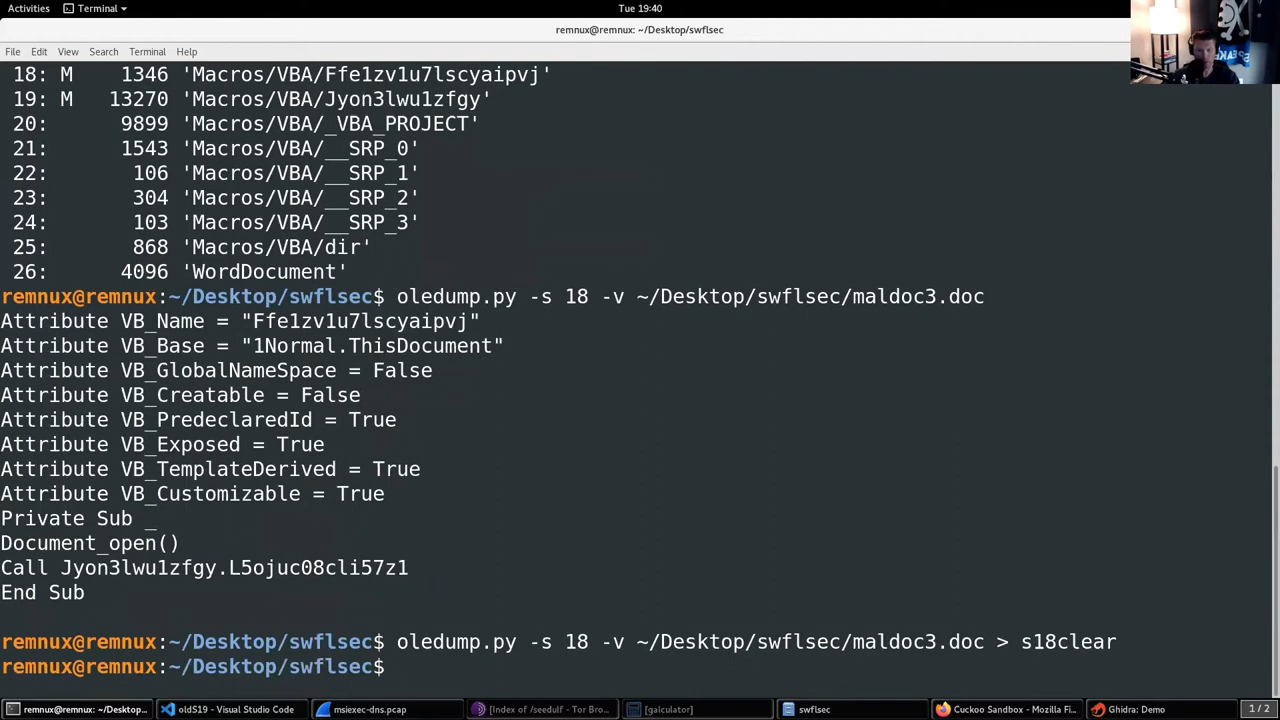 Activities Terminal Tue 19:40
remnux@remnux: ~/Desktop/swflsec
File Edit View Search Terminal Help
18: M 1346 'Macros/VBA/Ffe1zv1u7lscyaipvj'
19: M 13270 'Macros/VBA/Jyon3lwu1zfgy'
20: 9899 'Macros/VBA/_VBA_PROJECT'
21: 1543 'Macros/VBA/__SRP_0'
22: 106 'Macros/VBA/__SRP_1'
23: 304 'Macros/VBA/__SRP_2'
24: 103 'Macros/VBA/__SRP_3'
25: 868 'Macros/VBA/dir'
26: 4096 'WordDocument'
remnux@remnux:~/Desktop/swflsec$ oledump.py -s 18 -v ~/Desktop/swflsec/maldoc3.doc
Attribute VB_Name = "Ffe1zv1u7lscyaipvj"
Attribute VB_Base = "1Normal.ThisDocument"
Attribute VB_GlobalNameSpace = False
Attribute VB_Creatable = False
Attribute VB_PredeclaredId = True
Attribute VB_Exposed = True
Attribute VB_TemplateDerived = True
Attribute VB_Customizable = True
Private Sub _
Document_open()
Call Jyon3lwu1zfgy.L5ojuc08cli57z1
End Sub
remnux@remnux:~/Desktop/swflsec$ oledump.py -s 18 -v ~/Desktop/swflsec/maldoc3.doc > s18clear
remnux@remnux:~/Desktop/swflsec$
remnux@remnux: ~/Desktop... oldS19 - Visual Studio Code msiexec-dns.pcap [Index of /seedulf - Tor Bro... [galculator] swflsec Cuckoo Sandbox - Mozilla Fi... Ghidra: Demo 1 / 2